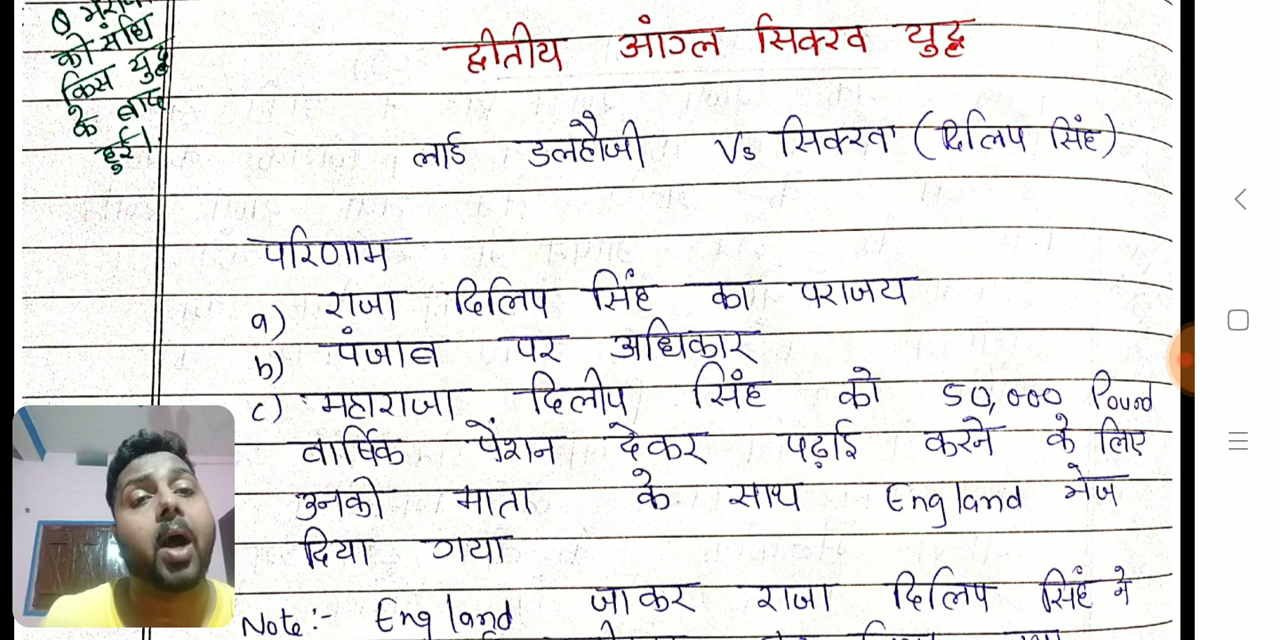 को संधि
किस युद्ध
के बाद
हुई।
द्वीतीय आंग्ल सिक्ख युद्ध
लार्ड डलहौजी Vs सिक्ख (दिलिप सिंह)
परिणाम
a) राजा दिलिप सिंह का पराजय
b) पंजाब पर अधिकार
c) महाराजा दिलीप सिंह को 50,000 Pound
वार्षिक पेंशन देकर पढ़ाई करने के लिए
उनको माता के साथ England भेज
दिया गया
Note:- England जाकर राजा दिलिप सिंह ने